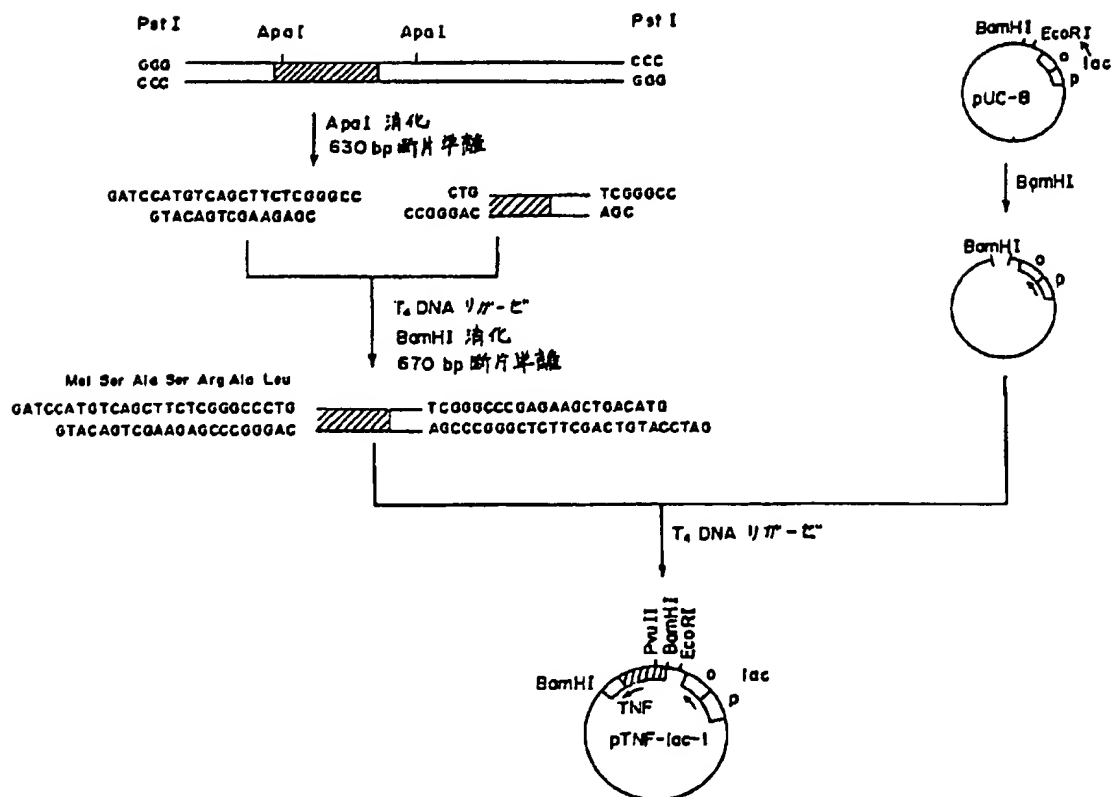 Pst I
ApaI
ApaI
Pst I
GGG
CCC
CCC
GGG
ApaI 消化
630 bp 断片単離
GATCCATGTCAGCTTCTCGGGCC
GTACAGTCGAAGAGC
CTG
CCGGGAC
TCGGGCC
AGC
T₄ DNA リガーゼ
BamHI 消化
670 bp 断片単離
Met Ser Ala Ser Arg Ala Leu
GATCCATGTCAGCTTCTCGGGCCCTG
GTACAGTCGAAGAGCCCGGGAC
TCGGGCCCGAGAAGCTGACATG
AGCCCGGGCTCTTCGACTGTACCTAG
BamHI
EcoRI
lac
o
p
pUC-8
BamHI
BamHI
o
p
T₄ DNA リガーゼ
PvuII
BamHI
EcoRI
BamHI
o
lac
p
TNF
pTNF-lac-1